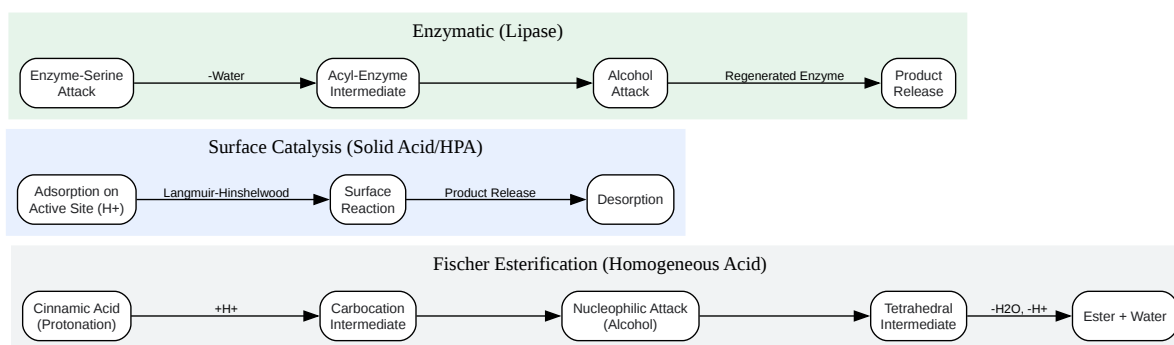 Enzymatic (Lipase)
Enzyme-Serine
Attack
-Water
Acyl-Enzyme
Intermediate
Alcohol
Attack
Regenerated Enzyme
Product
Release
Surface Catalysis (Solid Acid/HPA)
Adsorption on
Active Site (H+)
Langmuir-Hinshelwood
Surface
Reaction
Product Release
Desorption
Fischer Esterification (Homogeneous Acid)
Cinnamic Acid
(Protonation)
+H+
Carbocation
Intermediate
Nucleophilic Attack
(Alcohol)
Tetrahedral
Intermediate
-H2O, -H+
Ester + Water